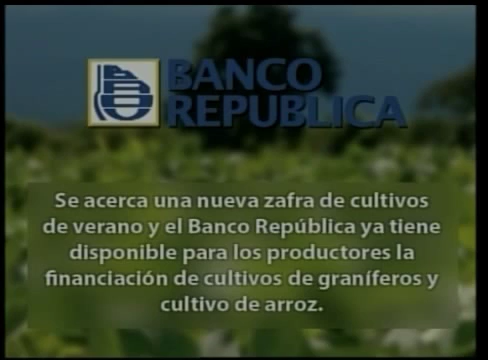 BANCO
REPUBLICA
Se acerca una nueva zafra de cultivos
de verano y el Banco República ya tiene
disponible para los productores la
financiación de cultivos de graníferos y
cultivo de arroz.